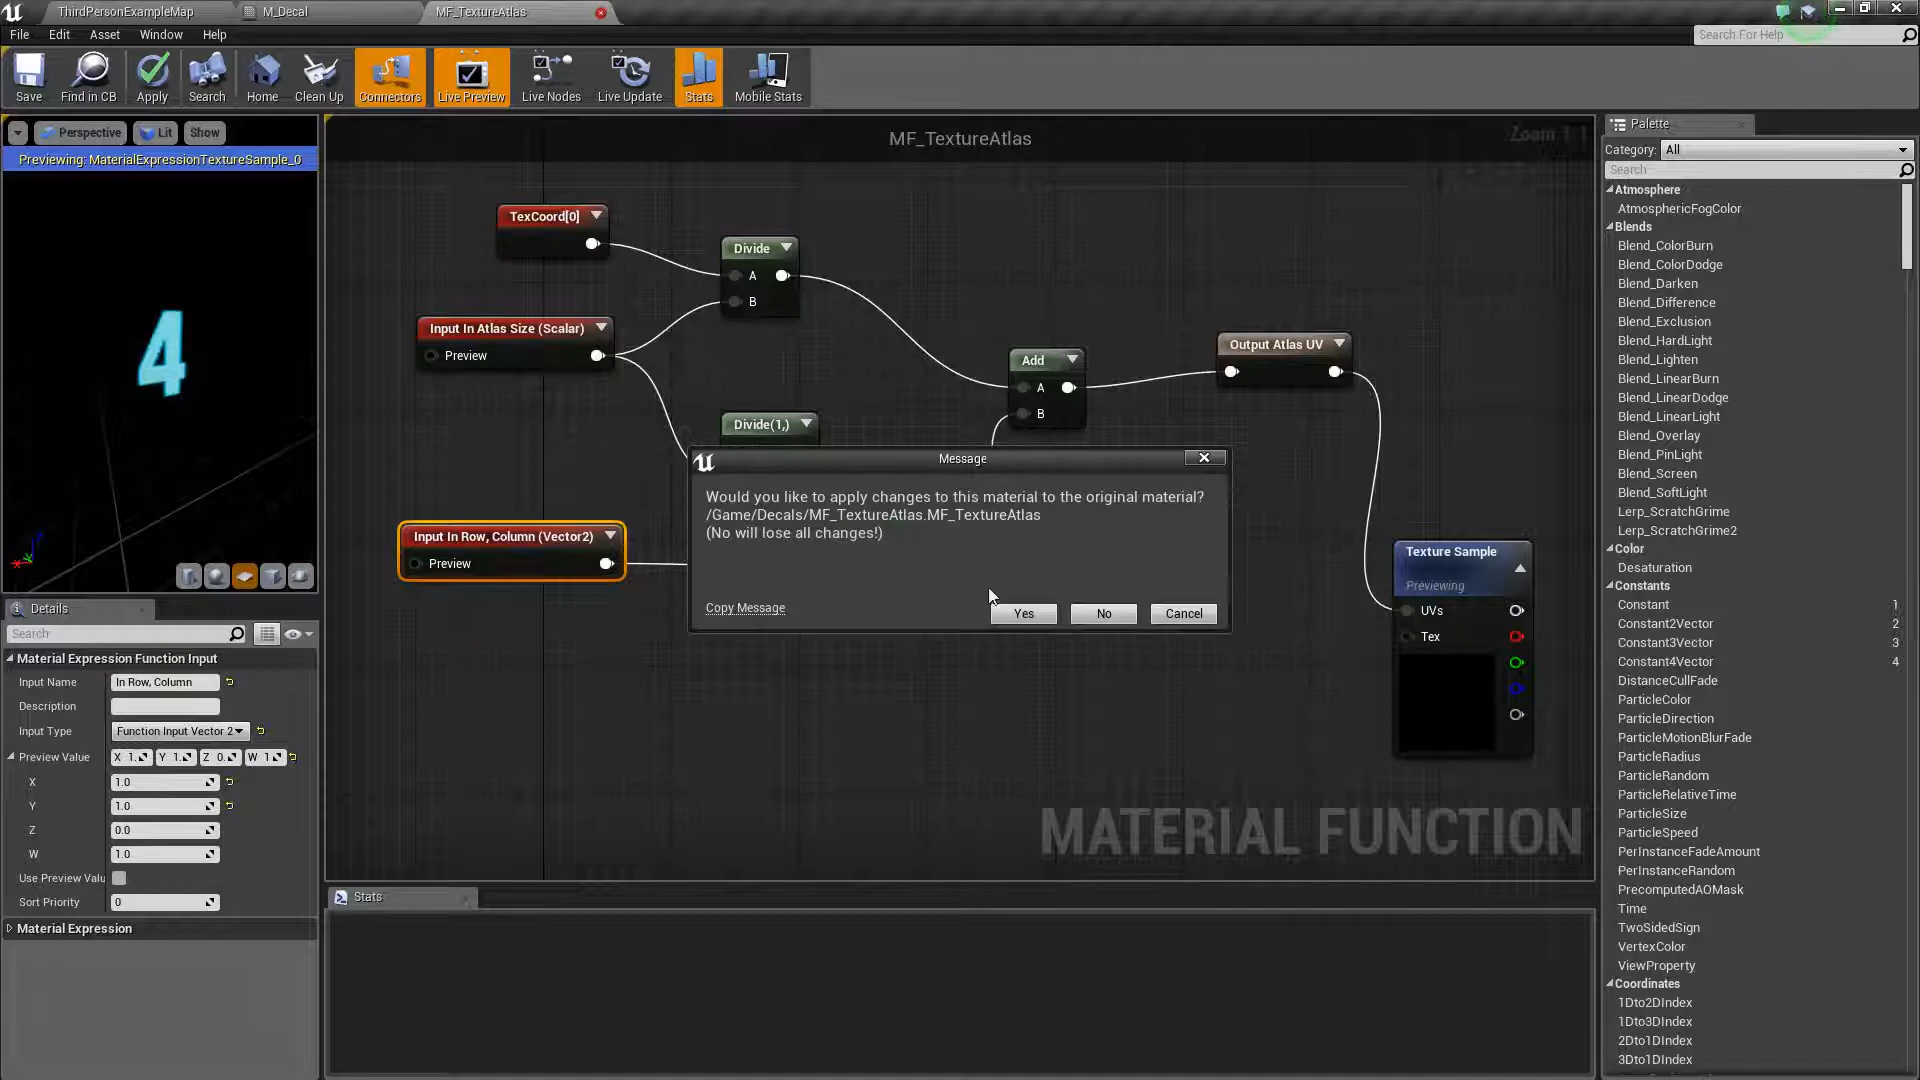 ThirdPersonExampleMap
M_Decal
MF_TextureAtlas
File Edit Asset Window Help
Search For Help
Save
Find in CB
Apply
Search
Home
Clean Up
Connectors
Live Preview
Live Nodes
Live Update
Stats
Mobile Stats
Perspective
Lit
Show
Previewing: MaterialExpressionTextureSample_0
4
MF_TextureAtlas
Zoom 1:1
TexCoord[0]
Divide
A
B
Input In Atlas Size (Scalar)
Preview
Add
A
B
Output Atlas UV
Divide(1,)
Input In Row, Column (Vector2)
Preview
Texture Sample
Previewing
UVs
Tex
Message
Would you like to apply changes to this material to the original material?
/Game/Decals/MF_TextureAtlas.MF_TextureAtlas
(No will lose all changes!)
Copy Message
Yes
No
Cancel
MATERIAL FUNCTION
Stats
Details
Search
Material Expression Function Input
Input Name In Row, Column
Description
Input Type Function Input Vector 2
Preview Value X 1. Y 1. Z 0. W 1
X 1.0
Y 1.0
Z 0.0
W 1.0
Use Preview Valu
Sort Priority 0
Material Expression
Palette
Category: All
Search
Atmosphere
AtmosphericFogColor
Blends
Blend_ColorBurn
Blend_ColorDodge
Blend_Darken
Blend_Difference
Blend_Exclusion
Blend_HardLight
Blend_Lighten
Blend_LinearBurn
Blend_LinearDodge
Blend_LinearLight
Blend_Overlay
Blend_PinLight
Blend_Screen
Blend_SoftLight
Lerp_ScratchGrime
Lerp_ScratchGrime2
Color
Desaturation
Constants
Constant 1
Constant2Vector 2
Constant3Vector 3
Constant4Vector 4
DistanceCullFade
ParticleColor
ParticleDirection
ParticleMotionBlurFade
ParticleRadius
ParticleRandom
ParticleRelativeTime
ParticleSize
ParticleSpeed
PerInstanceFadeAmount
PerInstanceRandom
PrecomputedAOMask
Time
TwoSidedSign
VertexColor
ViewProperty
Coordinates
1Dto2DIndex
1Dto3DIndex
2Dto1DIndex
3Dto1DIndex